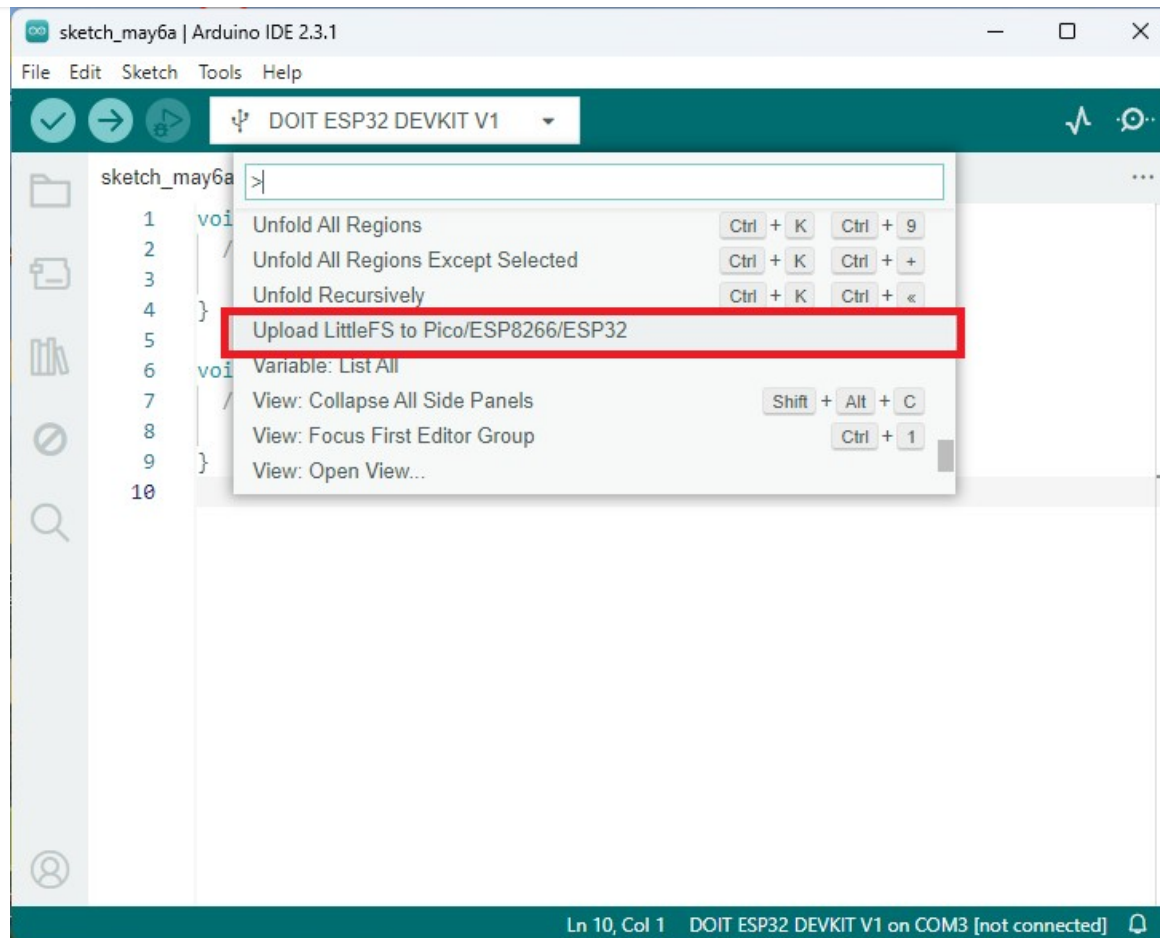 sketch_may6a | Arduino IDE 2.3.1
File Edit Sketch Tools Help
DOIT ESP32 DEVKIT V1
sketch_may6a
>
1 voi
2 /
3
4 }
5
6 voi
7 /
8
9 }
10
Unfold All Regions Ctrl + K Ctrl + 9
Unfold All Regions Except Selected Ctrl + K Ctrl + +
Unfold Recursively Ctrl + K Ctrl + «
Upload LittleFS to Pico/ESP8266/ESP32
Variable: List All
View: Collapse All Side Panels Shift + Alt + C
View: Focus First Editor Group Ctrl + 1
View: Open View...
Ln 10, Col 1 DOIT ESP32 DEVKIT V1 on COM3 [not connected]